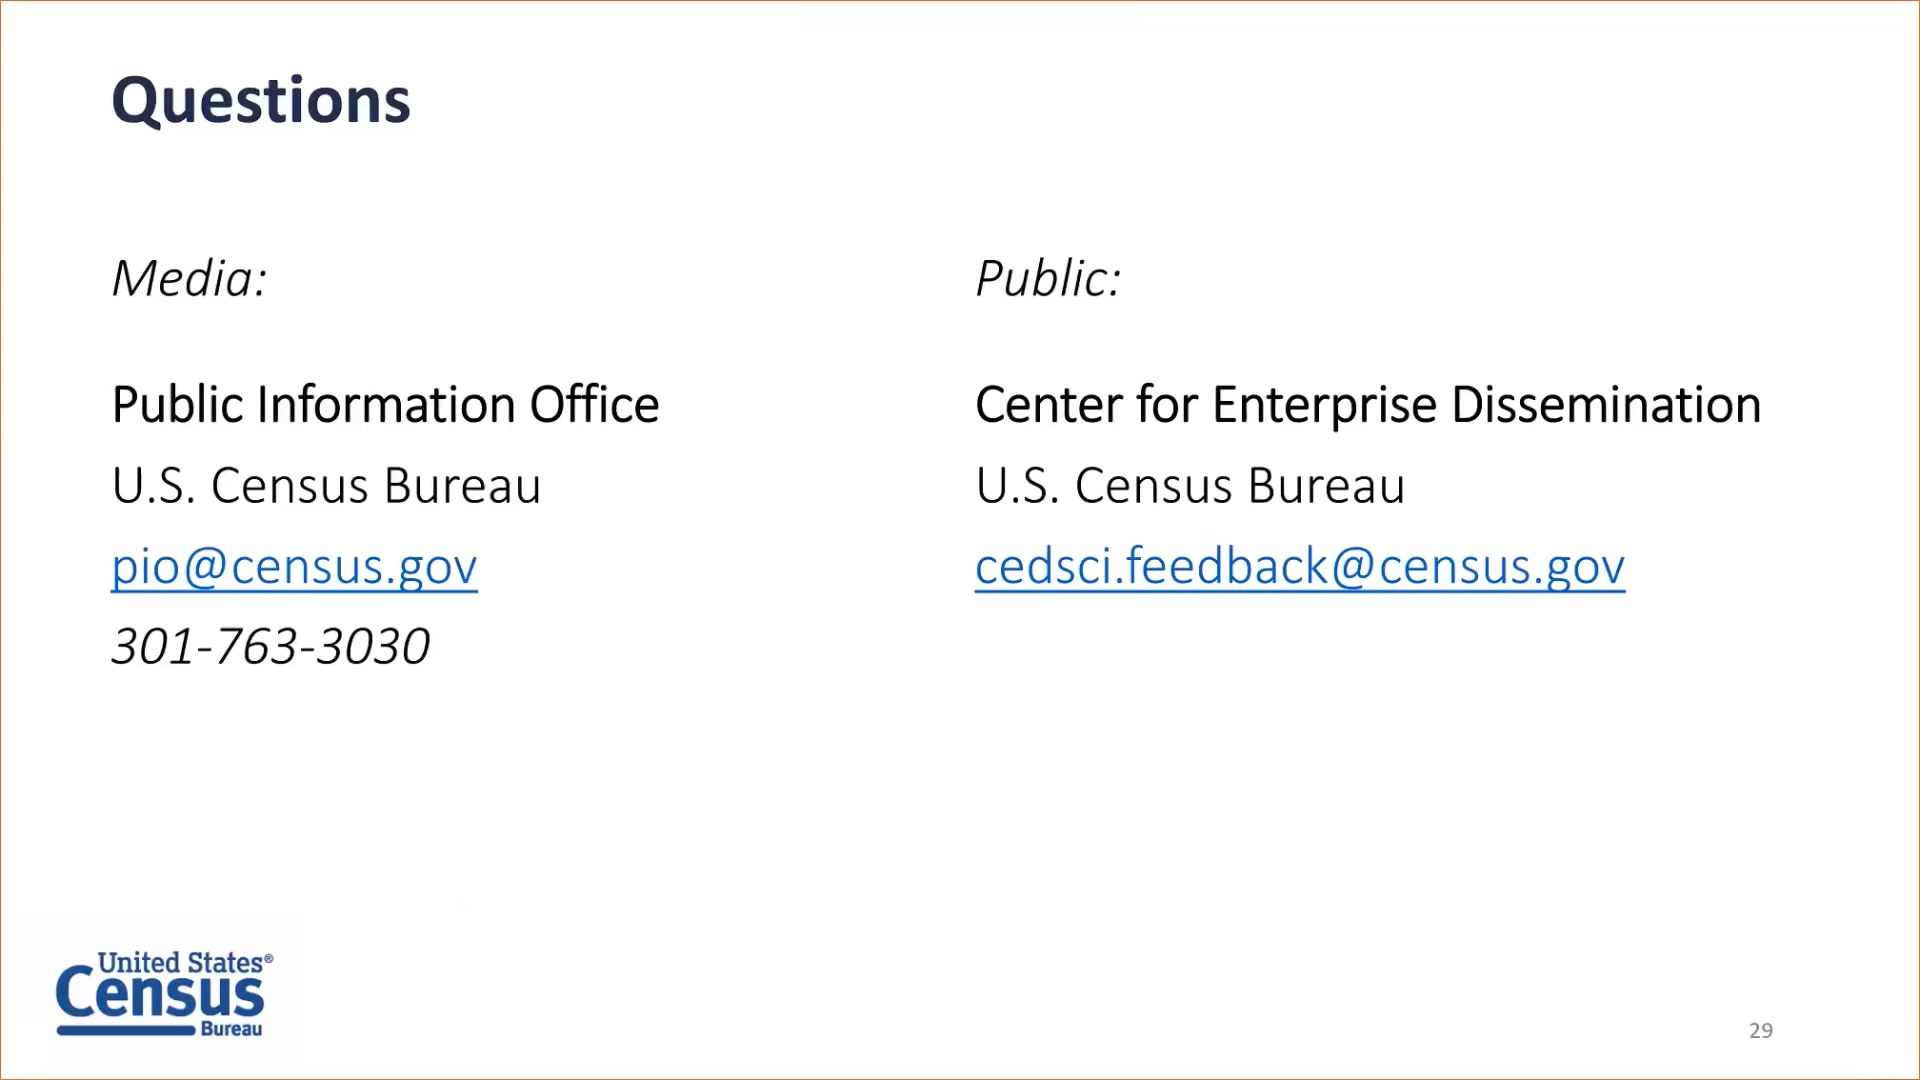 Questions
Media:
Public Information Office
U.S. Census Bureau
pio@census.gov
301-763-3030
Public:
Center for Enterprise Dissemination
U.S. Census Bureau
cedsci.feedback@census.gov
United States®
Census
Bureau
29